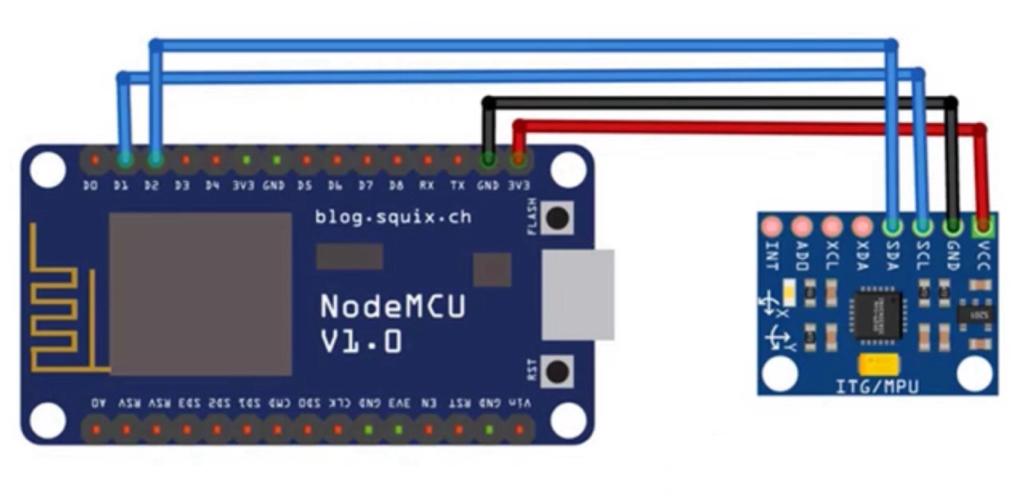 D0 D1 D2 D3 D4 3V3 GND D5 D6 D7 D8 RX TX GND 3V3
blog.squix.ch
FLASH
NodeMCU
V1.0
RST
A0 RSV RSV SD3 SD2 SD1 CMD SD0 CLK GND 3V3 EN RST GND Vin
INT AD0 XCL XDA SDA SCL GND VCC
X
Y
ITG/MPU